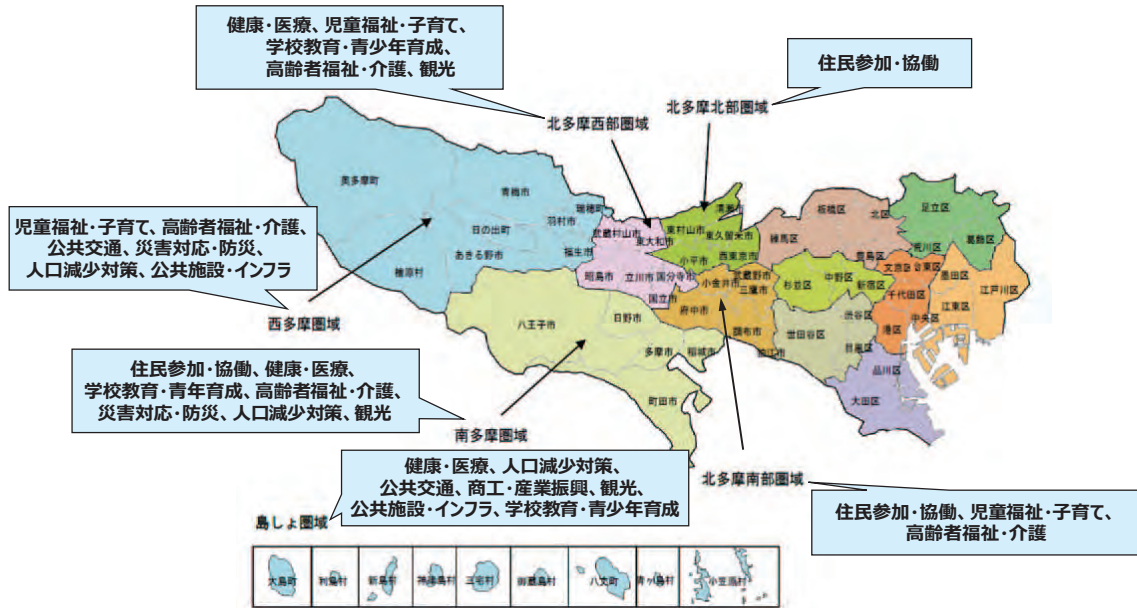 健康・医療、児童福祉・子育て、
学校教育・青少年育成、
高齢者福祉・介護、観光
住民参加・協働
北多摩西部圏域
北多摩北部圏域
児童福祉・子育て、高齢者福祉・介護、
公共交通、災害対応・防災、
人口減少対策、公共施設・インフラ
西多摩圏域
奥多摩町
青梅市
瑞穂町
羽村市
日の出町
福生市
あきる野市
檜原村
武蔵村山市
東大和市
昭島市
立川市
国分寺市
国立市
清瀬市
東村山市
東久留米市
小平市
西東京市
武蔵野市
小金井市
三鷹市
府中市
調布市
狛江市
八王子市
日野市
多摩市
稲城市
町田市
練馬区
板橋区
北区
豊島区
足立区
葛飾区
荒川区
文京区
台東区
墨田区
江戸川区
杉並区
中野区
新宿区
千代田区
中央区
江東区
港区
渋谷区
世田谷区
目黒区
品川区
大田区
住民参加・協働、健康・医療、
学校教育・青年育成、高齢者福祉・介護、
災害対応・防災、人口減少対策、観光
南多摩圏域
健康・医療、人口減少対策、
公共交通、商工・産業振興、観光、
公共施設・インフラ、学校教育・青少年育成
北多摩南部圏域
住民参加・協働、児童福祉・子育て、
高齢者福祉・介護
島しょ圏域
大島町
利島村
新島村
神津島村
三宅村
御蔵島村
八丈町
青ヶ島村
小笠原村